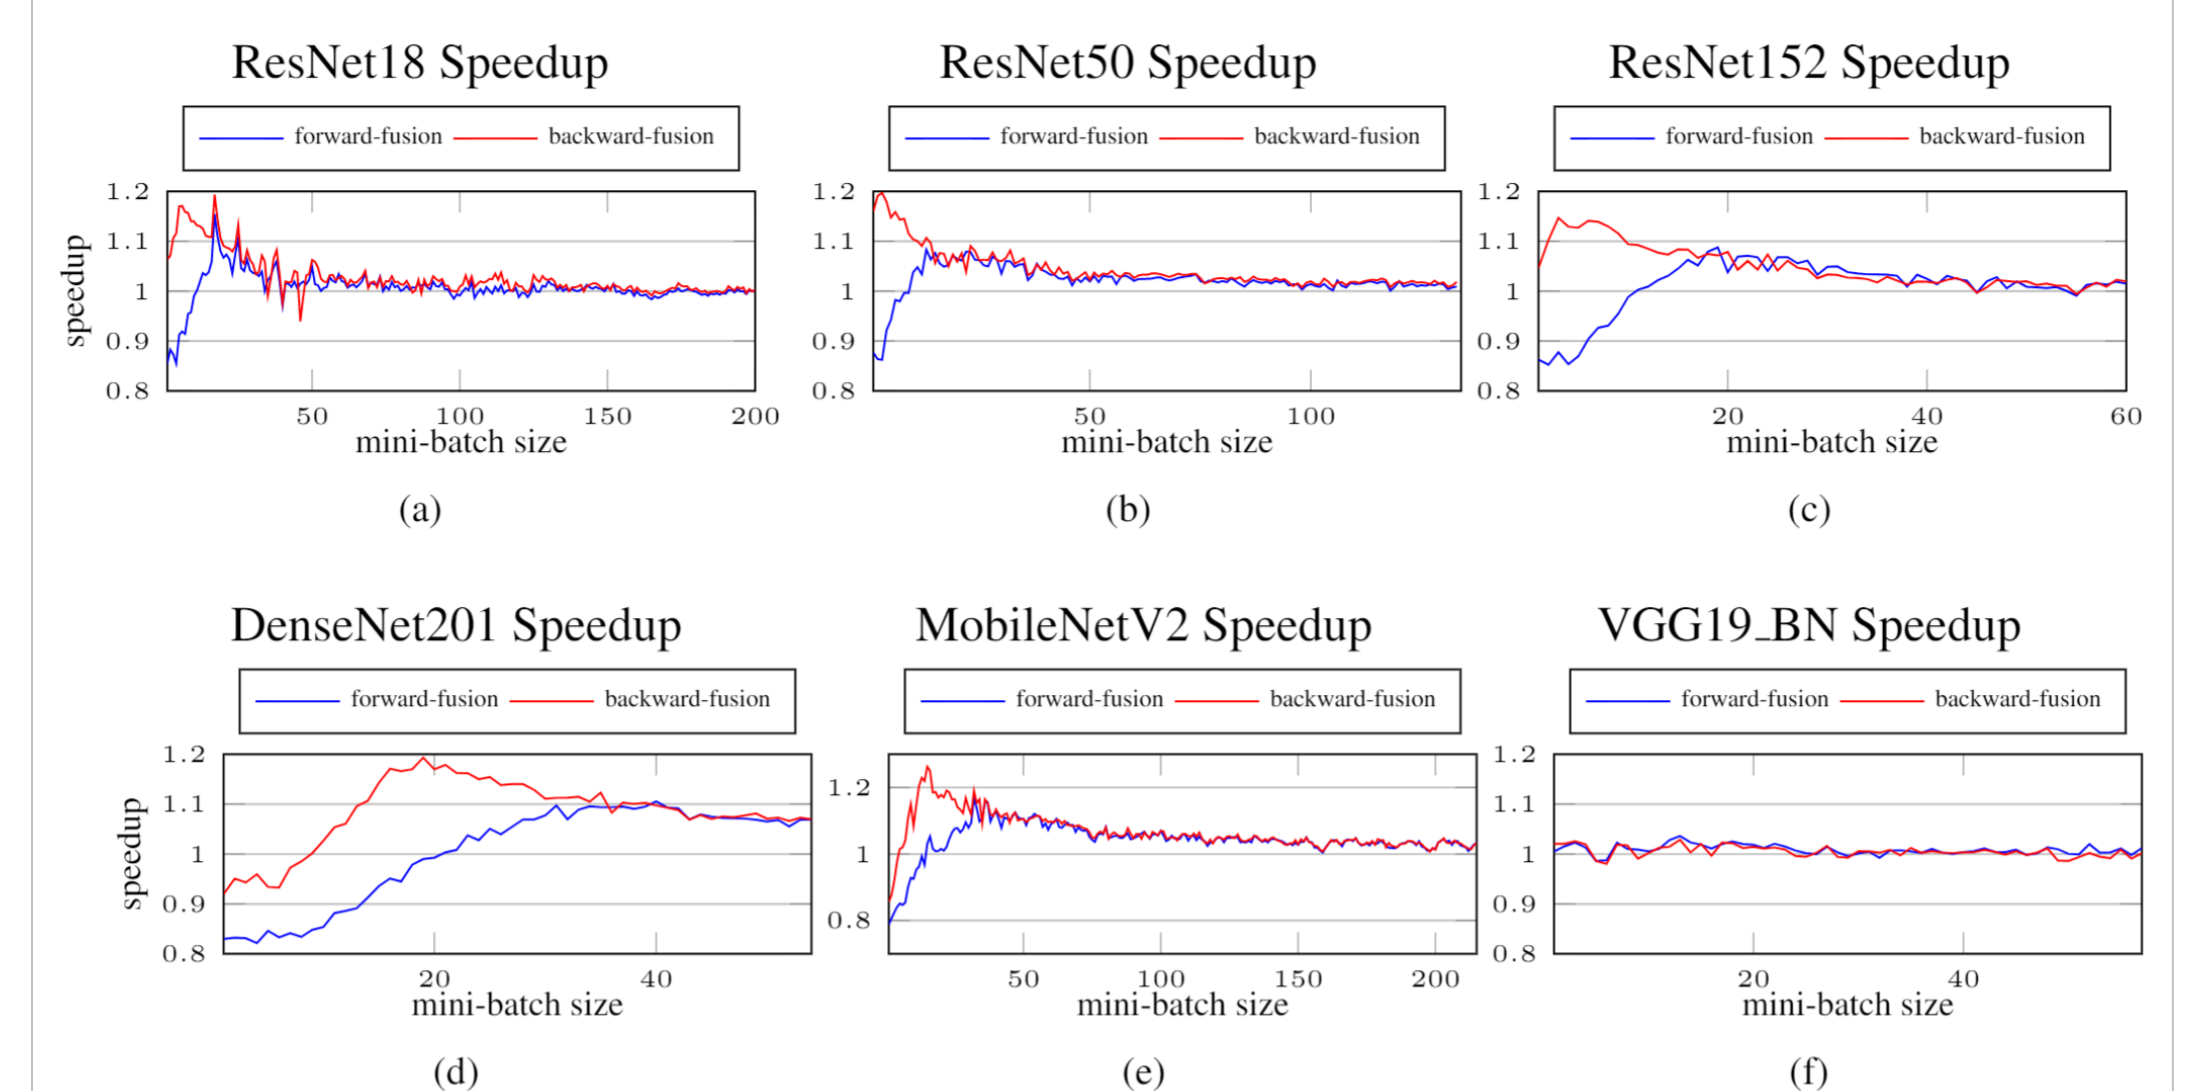 ResNet18 Speedup
forward-fusion backward-fusion
1.2
1.1
1
0.9
0.8
speedup
50 100 150 200
mini-batch size
(a)
ResNet50 Speedup
forward-fusion backward-fusion
1.2
1.1
1
0.9
0.8
50 100
mini-batch size
(b)
ResNet152 Speedup
forward-fusion backward-fusion
1.2
1.1
1
0.9
0.8
20 40 60
mini-batch size
(c)
DenseNet201 Speedup
forward-fusion backward-fusion
1.2
1.1
1
0.9
0.8
speedup
20 40
mini-batch size
(d)
MobileNetV2 Speedup
forward-fusion backward-fusion
1.2
1
0.8
50 100 150 200
mini-batch size
(e)
VGG19_BN Speedup
forward-fusion backward-fusion
1.2
1.1
1
0.9
0.8
20 40
mini-batch size
(f)